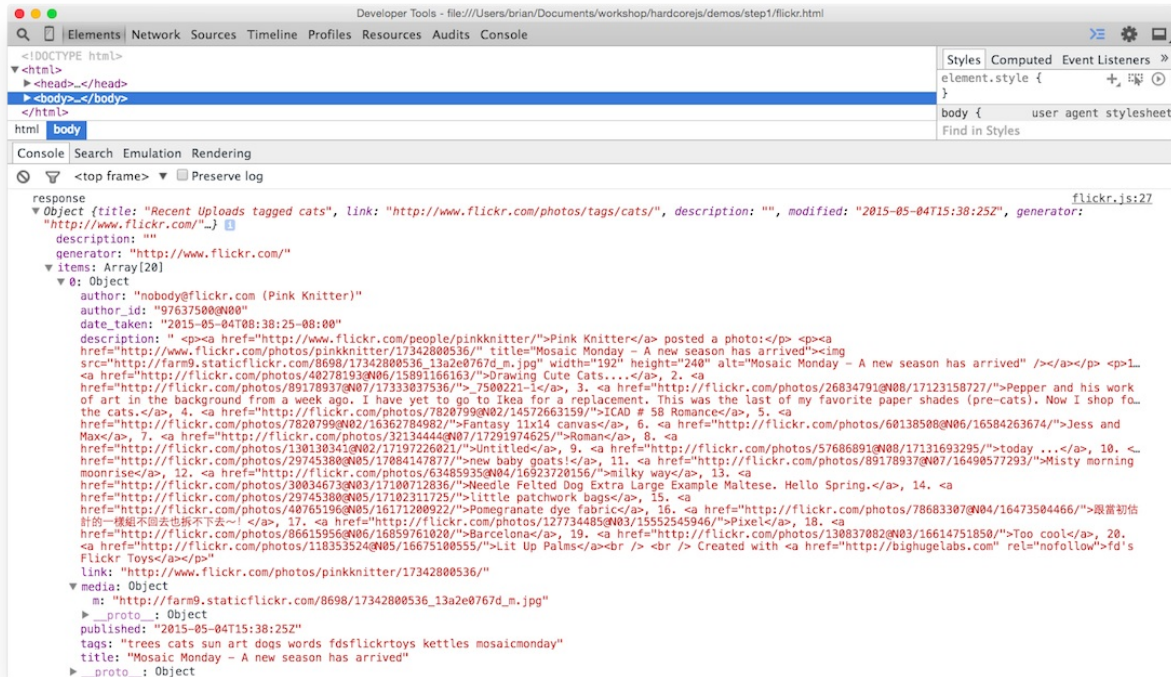 Developer Tools - file:///Users/brian/Documents/workshop/hardcorejs/demos/step1/flickr.html
Elements Network Sources Timeline Profiles Resources Audits Console
<!DOCTYPE html>
▼<html>
▶<head>…</head>
▶<body>…</body>
</html>
html body
Styles Computed Event Listeners »
element.style {
}
body { user agent stylesheet
Find in Styles
Console Search Emulation Rendering
<top frame> ▼ Preserve log
response flickr.js:27
▼Object {title: "Recent Uploads tagged cats", link: "http://www.flickr.com/photos/tags/cats/", description: "", modified: "2015-05-04T15:38:25Z", generator:
"http://www.flickr.com/"…}
description: ""
generator: "http://www.flickr.com/"
▼items: Array[20]
▼0: Object
author: "nobody@flickr.com (Pink Knitter)"
author_id: "97637500@N00"
date_taken: "2015-05-04T08:38:25-08:00"
description: " <p><a href="http://www.flickr.com/people/pinkknitter/">Pink Knitter</a> posted a photo:</p> <p><a
href="http://www.flickr.com/photos/pinkknitter/17342800536/" title="Mosaic Monday – A new season has arrived"><img
src="http://farm9.staticflickr.com/8698/17342800536_13a2e0767d_m.jpg" width="192" height="240" alt="Mosaic Monday – A new season has arrived" /></a></p> <p>1…
<a href="http://flickr.com/photos/40278193@N06/15891166163/">Drawing Cute Cats....</a>, 2. <a
href="http://flickr.com/photos/89178937@N07/17333037536/">_7500221-1</a>, 3. <a href="http://flickr.com/photos/26834791@N08/17123158727/">Pepper and his work
of art in the background from a week ago. I have yet to go to Ikea for a replacement. This was the last of my favorite paper shades (pre-cats). Now I shop fo…
the cats.</a>, 4. <a href="http://flickr.com/photos/7820799@N02/14572663159/">ICAD # 58 Romance</a>, 5. <a
href="http://flickr.com/photos/7820799@N02/16362784982/">Fantasy 11x14 canvas</a>, 6. <a href="http://flickr.com/photos/60138508@N06/16584263674/">Jess and
Max</a>, 7. <a href="http://flickr.com/photos/32134444@N07/17291974625/">Roman</a>, 8. <a
href="http://flickr.com/photos/130130341@N02/17197226021/">Untitled</a>, 9. <a href="http://flickr.com/photos/57686891@N08/17131693295/">today ...</a>, 10. <…
href="http://flickr.com/photos/29745380@N05/17084147877/">new baby goats!</a>, 11. <a href="http://flickr.com/photos/89178937@N07/16490577293/">Misty morning
moonrise</a>, 12. <a href="http://flickr.com/photos/63485935@N04/16923720156/">milky way</a>, 13. <a
href="http://flickr.com/photos/30034673@N03/17100712836/">Needle Felted Dog Extra Large Example Maltese. Hello Spring.</a>, 14. <a
href="http://flickr.com/photos/29745380@N05/17102311725/">little patchwork bags</a>, 15. <a
href="http://flickr.com/photos/40765196@N05/16171200922/">Pomegranate dye fabric</a>, 16. <a href="http://flickr.com/photos/78683307@N04/16473504466/">跟當初估
計的一樣組不回去也拆不下去~! </a>, 17. <a href="http://flickr.com/photos/127734485@N03/15552545946/">Pixel</a>, 18. <a
href="http://flickr.com/photos/86615956@N06/16859761020/">Barcelona</a>, 19. <a href="http://flickr.com/photos/130837082@N03/16614751850/">Too cool</a>, 20.
<a href="http://flickr.com/photos/118353524@N05/16675100555/">Lit Up Palms</a><br /> <br /> Created with <a href="http://bighugelabs.com" rel="nofollow">fd's
Flickr Toys</a></p>"
link: "http://www.flickr.com/photos/pinkknitter/17342800536/"
▼media: Object
m: "http://farm9.staticflickr.com/8698/17342800536_13a2e0767d_m.jpg"
▶__proto__: Object
published: "2015-05-04T15:38:25Z"
tags: "trees cats sun art dogs words fdsflickrtoys kettles mosaicmonday"
title: "Mosaic Monday – A new season has arrived"
▶__proto__: Object